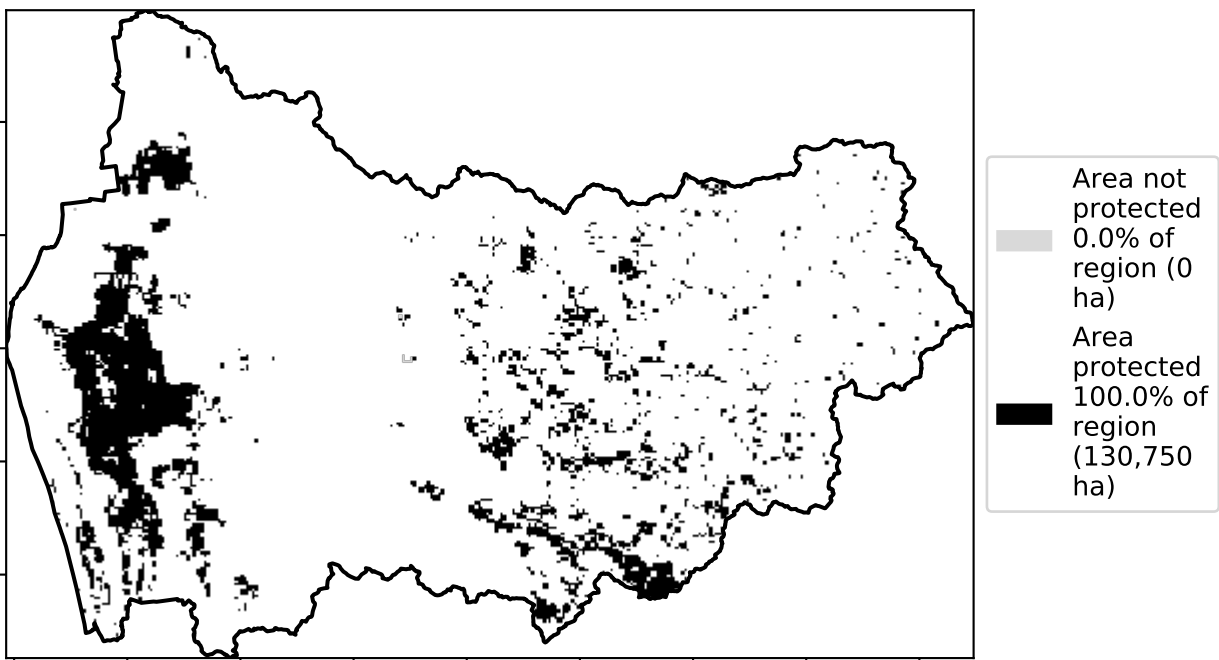 Area not
protected
0.0% of
region (0
ha)
Area
protected
100.0% of
region
(130,750
ha)